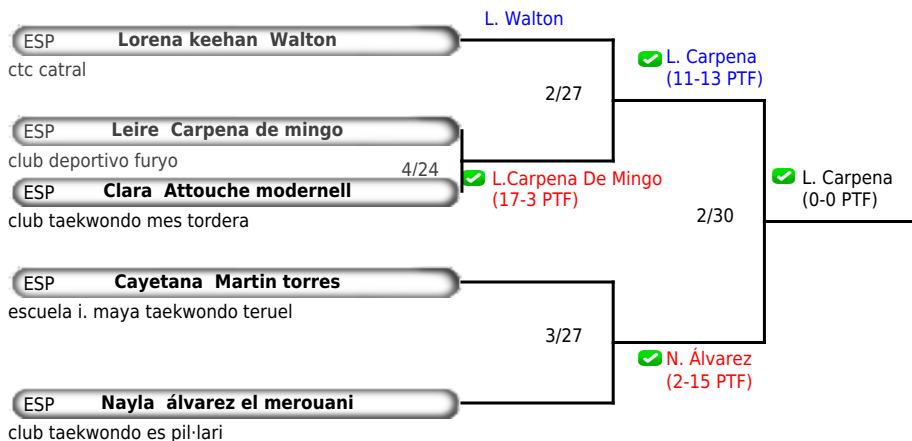 L. Walton
ESP Lorena keehan Walton
ctc catral
L. Carpena
(11-13 PTF)
2/27
ESP Leire Carpena de mingo
club deportivo furyo
4/24
L.Carpena De Mingo
(17-3 PTF)
L. Carpena
(0-0 PTF)
ESP Clara Attouche modernell
club taekwondo mes tordera
2/30
ESP Cayetana Martin torres
escuela i. maya taekwondo teruel
3/27
N. Álvarez
(2-15 PTF)
ESP Nayla álvarez el merouani
club taekwondo es pil·lari